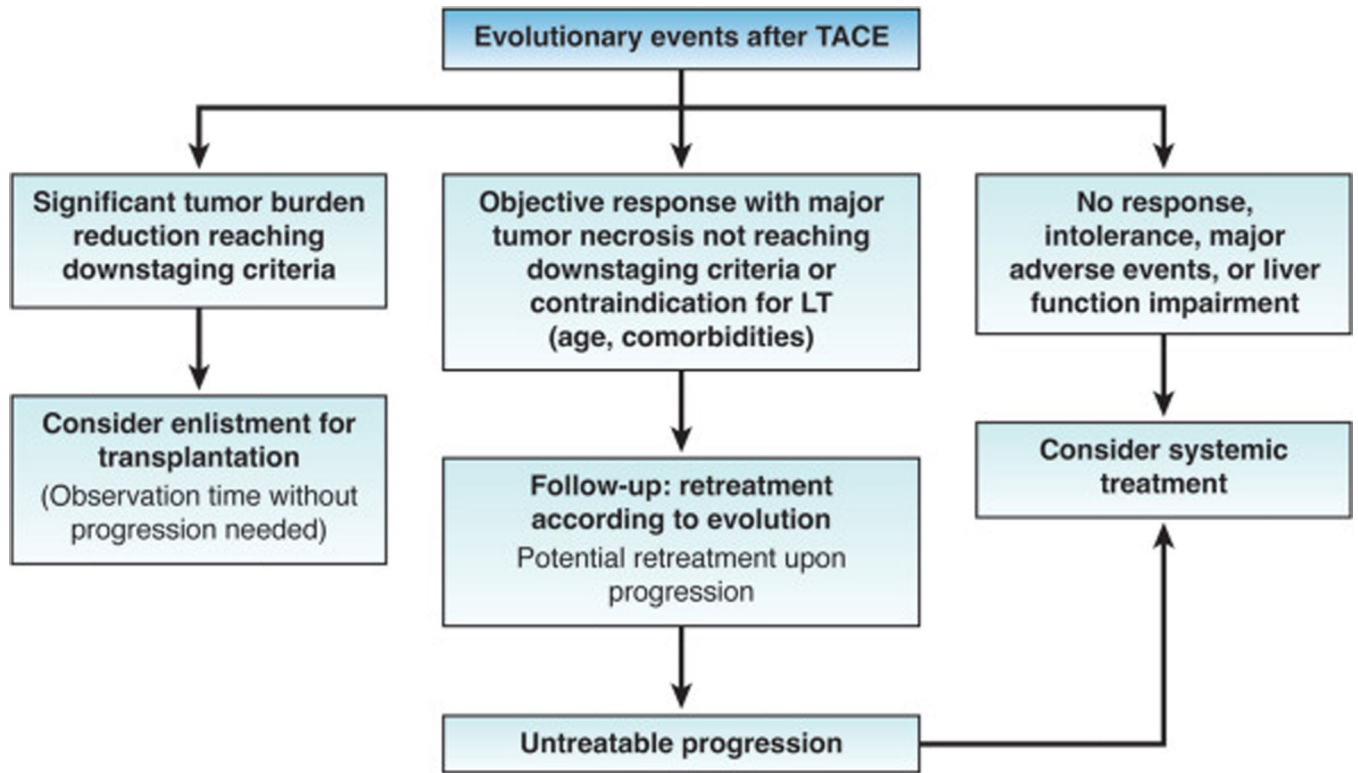 Evolutionary events after TACE
Significant tumor burden
reduction reaching
downstaging criteria
Consider enlistment for
transplantation
(Observation time without
progression needed)
Objective response with major
tumor necrosis not reaching
downstaging criteria or
contraindication for LT
(age, comorbidities)
Follow-up: retreatment
according to evolution
Potential retreatment upon
progression
Untreatable progression
No response,
intolerance, major
adverse events, or liver
function impairment
Consider systemic
treatment